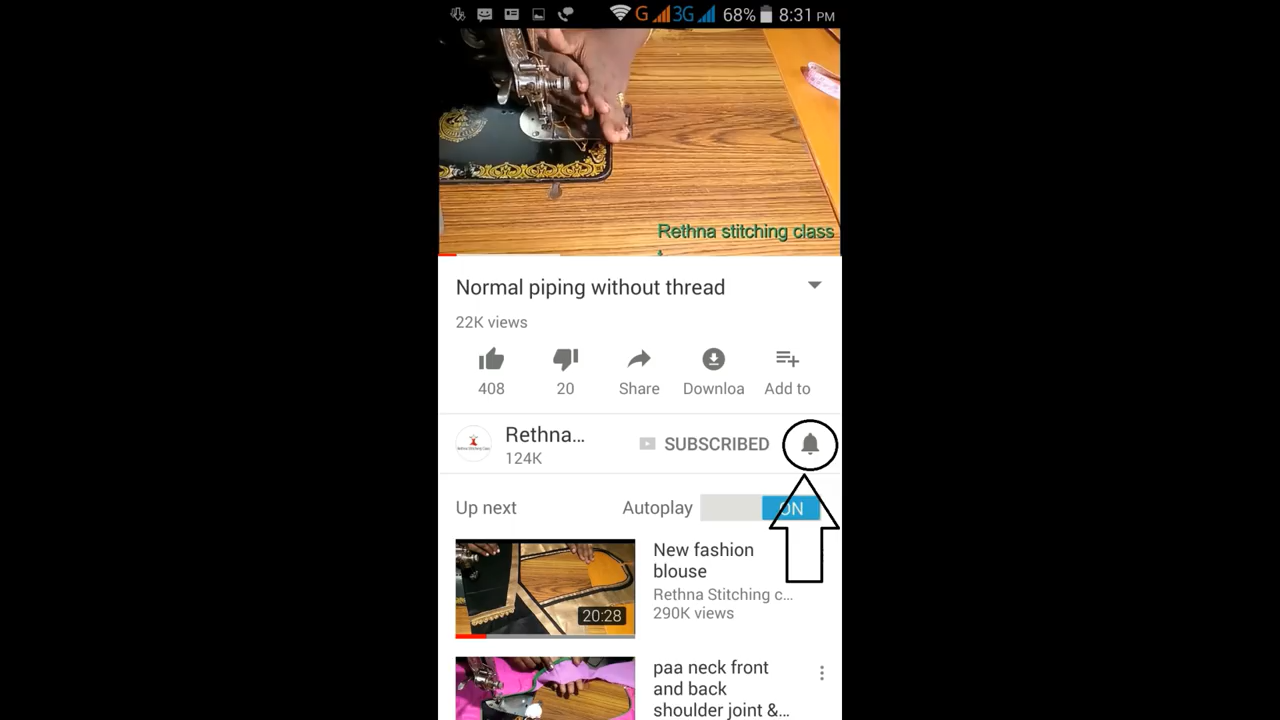 G 3G 68% 8:31 PM
Rethna stitching class
Normal piping without thread
22K views
408 20 Share Downloa Add to
Rethna… SUBSCRIBED
124K
Up next Autoplay ON
New fashion
blouse
Rethna Stitching c…
290K views
20:28
paa neck front
and back
shoulder joint &…